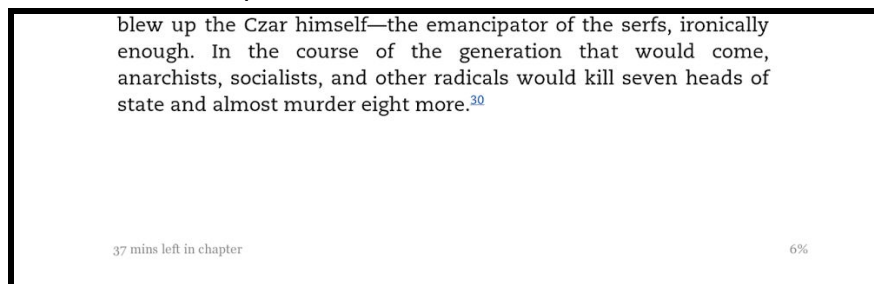 blew up the Czar himself—the emancipator of the serfs, ironically
enough. In the course of the generation that would come,
anarchists, socialists, and other radicals would kill seven heads of
state and almost murder eight more.30
37 mins left in chapter
6%